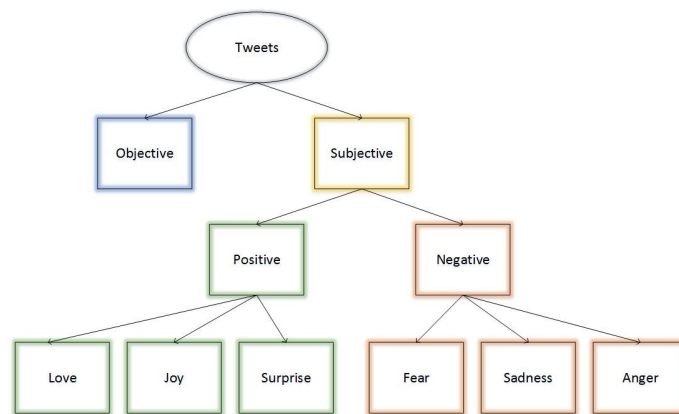 Tweets
Objective
Subjective
Positive
Negative
Love
Joy
Surprise
Fear
Sadness
Anger